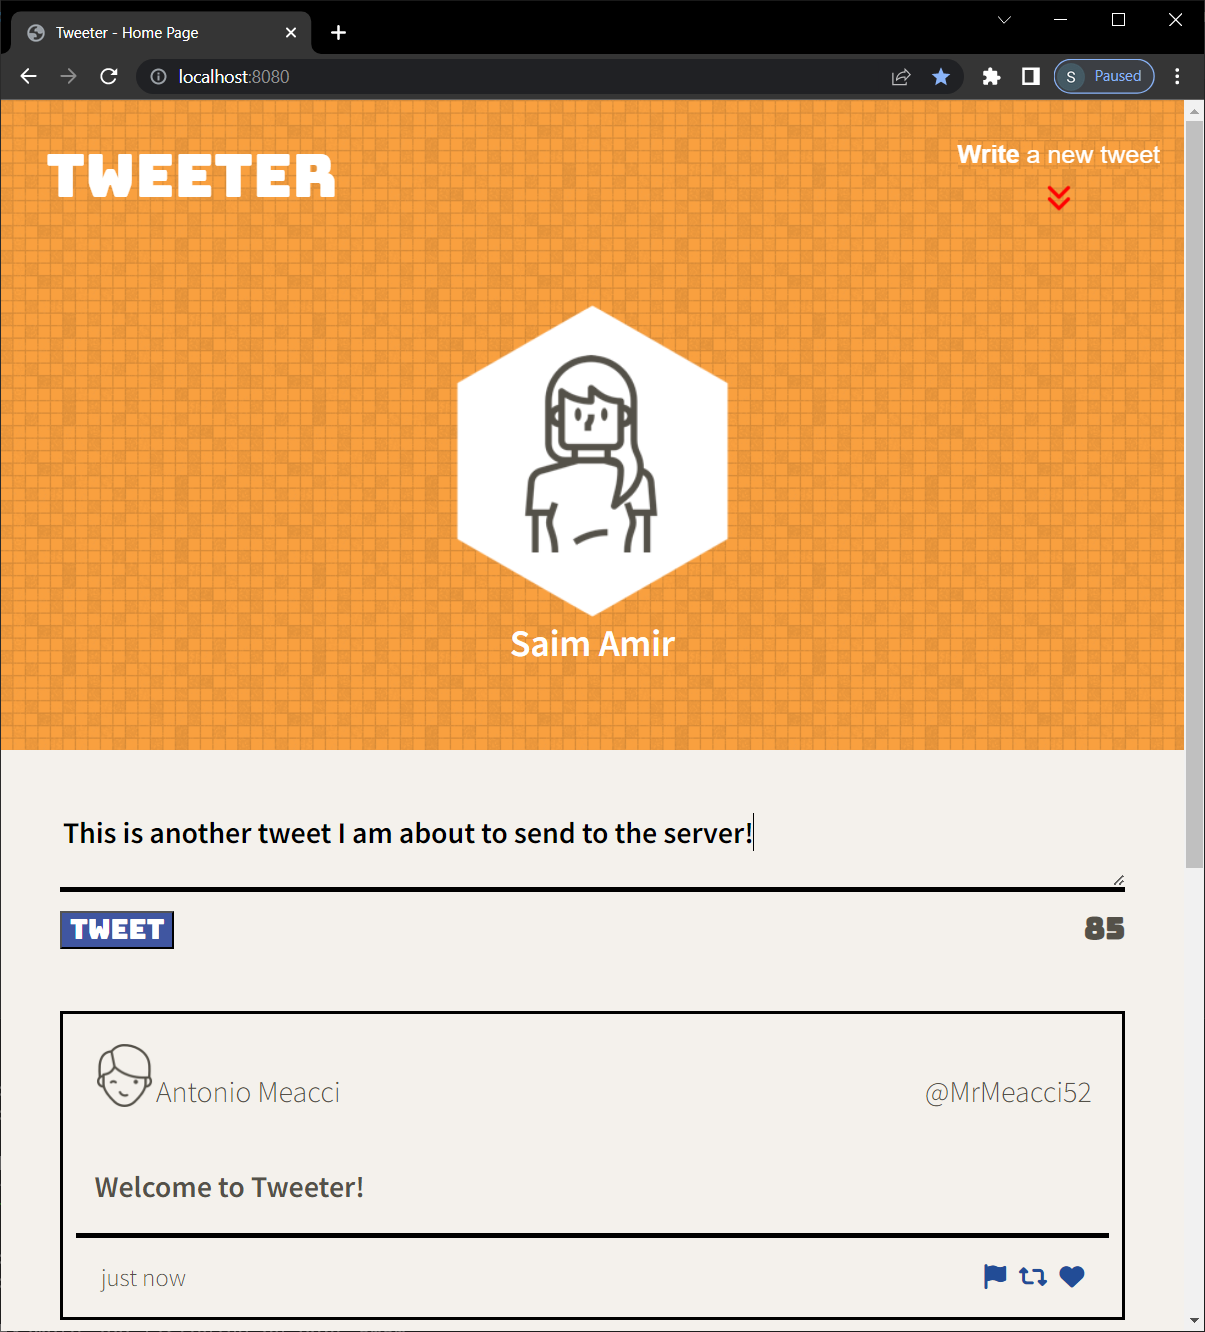 Tweeter - Home Page
localhost:8080
S Paused
TWEETER
Write a new tweet
Saim Amir
This is another tweet I am about to send to the server!
TWEET
85
Antonio Meacci
@MrMeacci52
Welcome to Tweeter!
just now